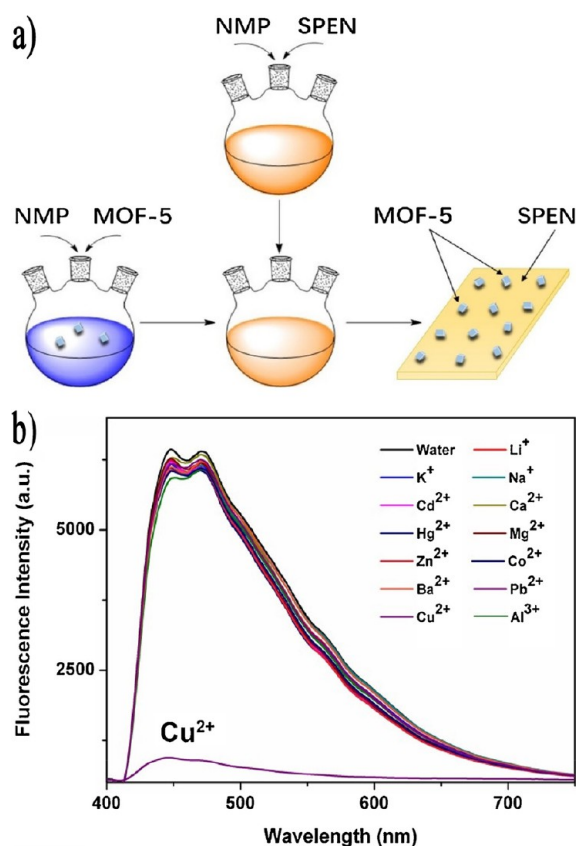 a)
NMP SPEN
NMP MOF-5
MOF-5 SPEN
b)
Fluorescence Intensity (a.u.)
5000
2500
Water Li⁺
K⁺ Na⁺
Cd²⁺ Ca²⁺
Hg²⁺ Mg²⁺
Zn²⁺ Co²⁺
Ba²⁺ Pb²⁺
Cu²⁺ Al³⁺
Cu²⁺
400 500 600 700
Wavelength (nm)